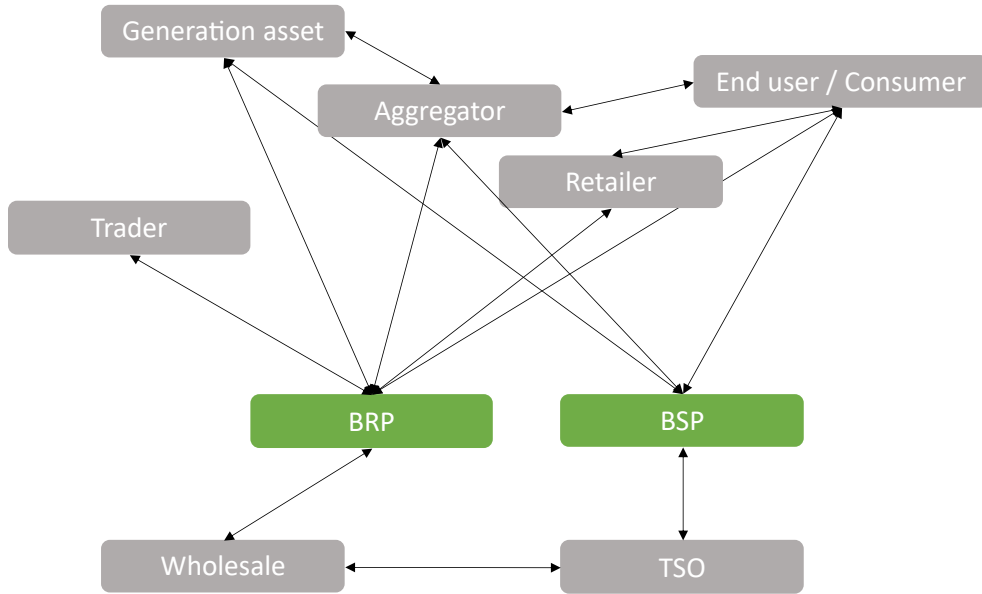 Generation asset
End user / Consumer
Aggregator
Retailer
Trader
BRP
BSP
Wholesale
TSO